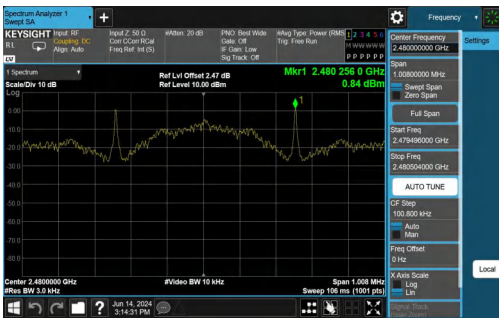 Spectrum Analyzer 1
Swept SA
+
Frequency
KEYSIGHT
RL
Input: RF
Coupling: DC
Align: Auto
Input Z: 50 Ω
Corr CCorr RCal
Freq Ref: Int (S)
#Atten: 20 dB
PNO: Best Wide
Gate: Off
IF Gain: Low
Sig Track: Off
#Avg Type: Power (RMS
Trig: Free Run
1 2 3 4 5 6
M W W W W W
P P P P P P
LNI
1 Spectrum
Scale/Div 10 dB
Ref Lvl Offset 2.47 dB
Ref Level 10.00 dBm
Mkr1 2.480 256 0 GHz
0.84 dBm
Log
1
0.00
-10.0
-20.0
-30.0
-40.0
-50.0
-60.0
-70.0
-80.0
Center 2.4800000 GHz
#Res BW 3.0 kHz
#Video BW 10 kHz
Span 1.008 MHz
Sweep 106 ms (1001 pts)
Jun 14, 2024
3:14:31 PM
?
Center Frequency
2.480000000 GHz
Settings
Span
1.00800000 MHz
Swept Span
Zero Span
Full Span
Start Freq
2.479496000 GHz
Stop Freq
2.480504000 GHz
AUTO TUNE
CF Step
100.800 kHz
Auto
Man
Freq Offset
0 Hz
X Axis Scale
Log
Lin
Local
Signal Track